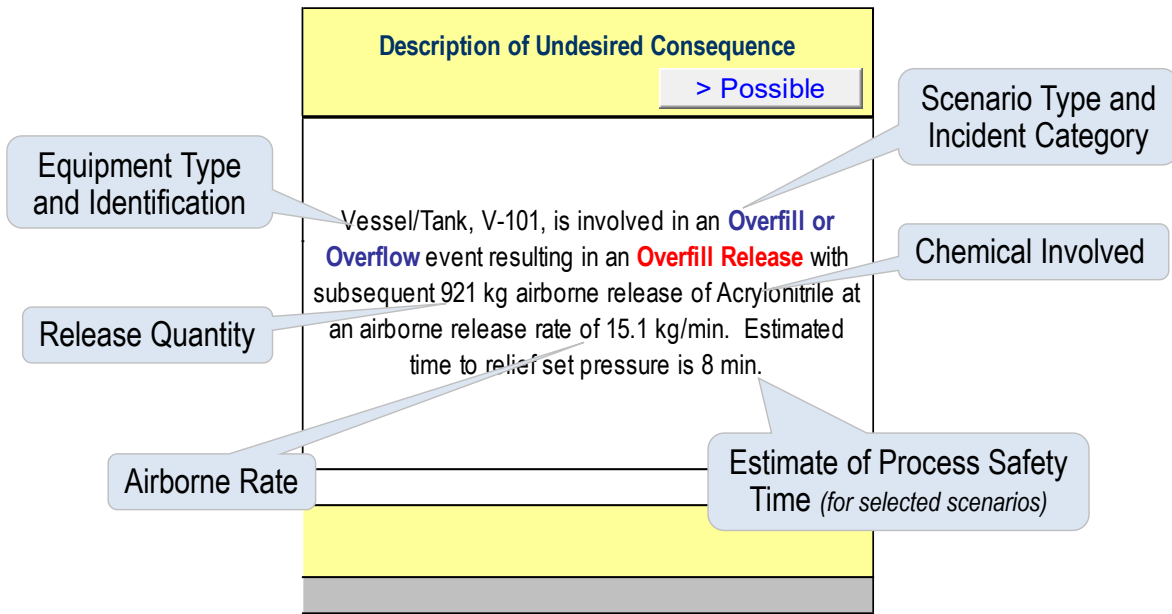 Description of Undesired Consequence
> Possible
Scenario Type and
Incident Category
Equipment Type
and Identification
Vessel/Tank, V-101, is involved in an Overfill or
Overflow event resulting in an Overfill Release with
subsequent 921 kg airborne release of Acrylonitrile at
an airborne release rate of 15.1 kg/min.  Estimated
time to relief set pressure is 8 min.
Chemical Involved
Release Quantity
Airborne Rate
Estimate of Process Safety
Time (for selected scenarios)